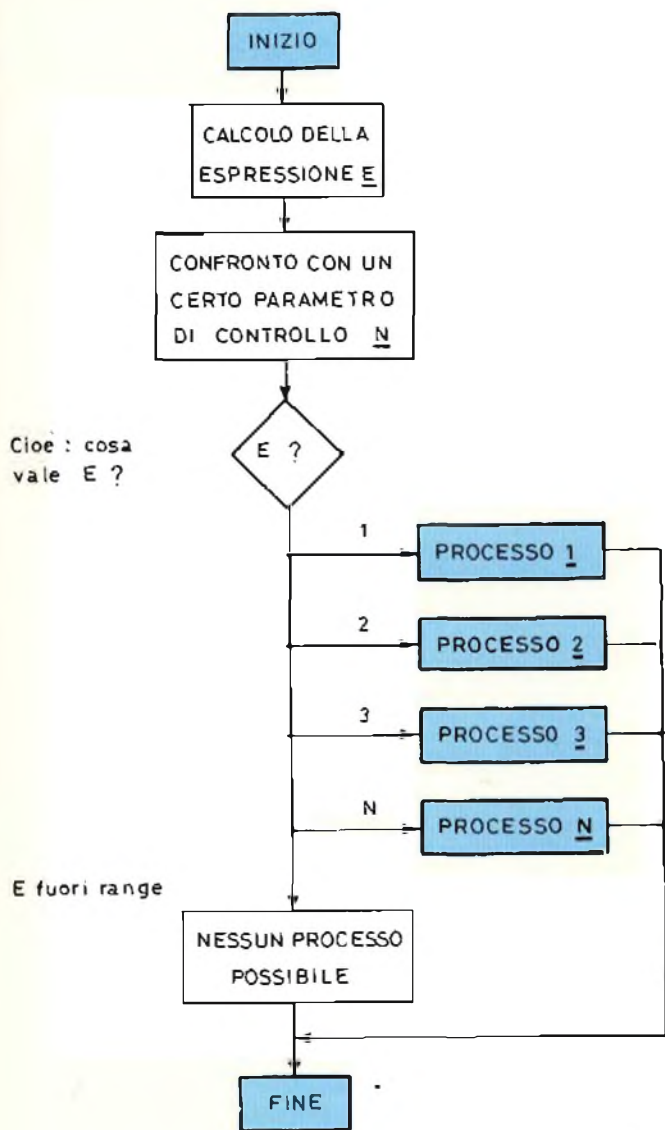 INIZIO
CALCOLO DELLA
ESPRESSIONE E
CONFRONTO CON UN
CERTO PARAMETRO
DI CONTROLLO N
Cioè : cosa
vale E ?
E ?
1
PROCESSO 1
2
PROCESSO 2
3
PROCESSO 3
N
PROCESSO N
E fuori range
NESSUN PROCESSO
POSSIBILE
FINE